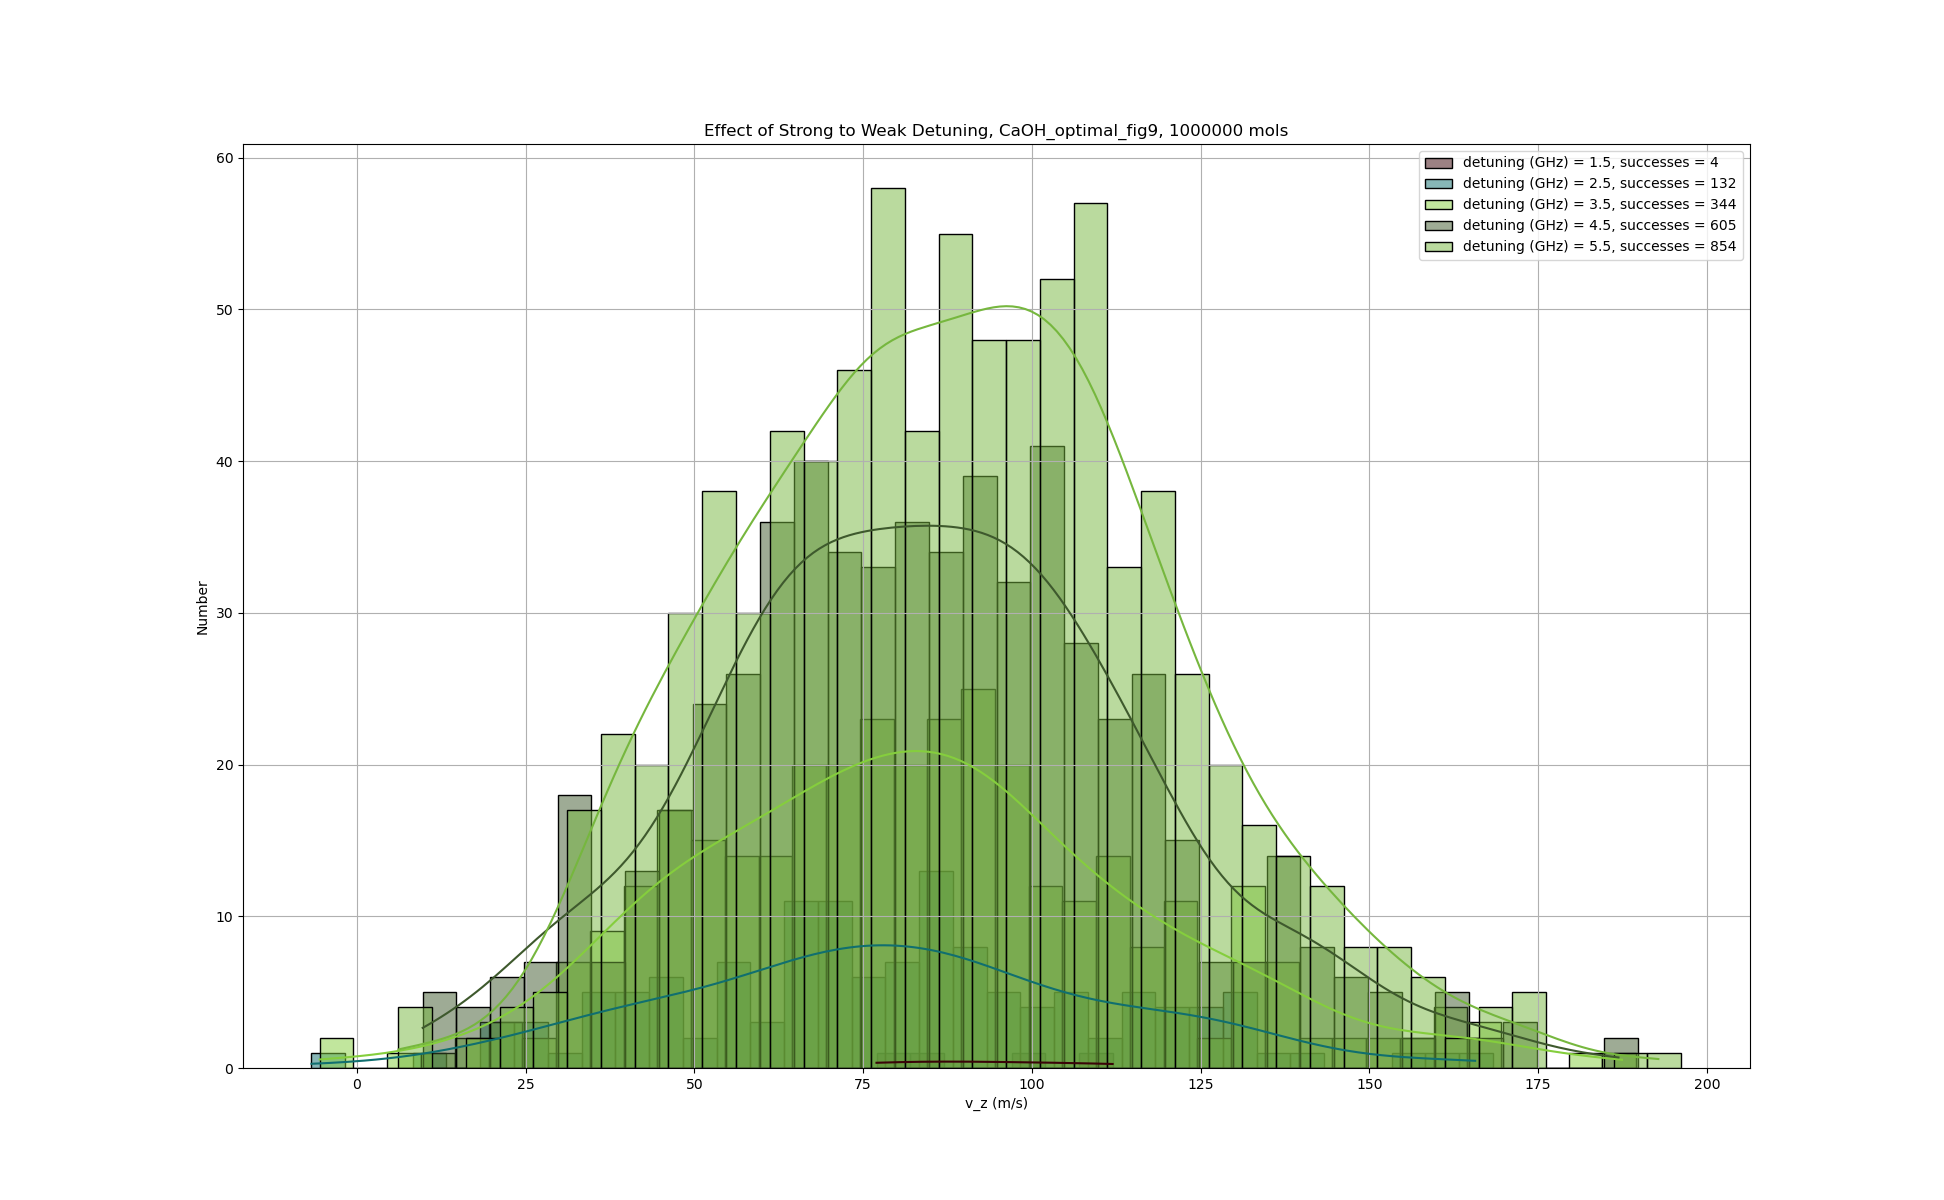 Effect of Strong to Weak Detuning, CaOH_optimal_fig9, 1000000 mols
detuning (GHz) = 1.5, successes = 4
detuning (GHz) = 2.5, successes = 132
detuning (GHz) = 3.5, successes = 344
detuning (GHz) = 4.5, successes = 605
detuning (GHz) = 5.5, successes = 854
60
50
40
30
20
10
0
Number
0 25 50 75 100 125 150 175 200
v_z (m/s)